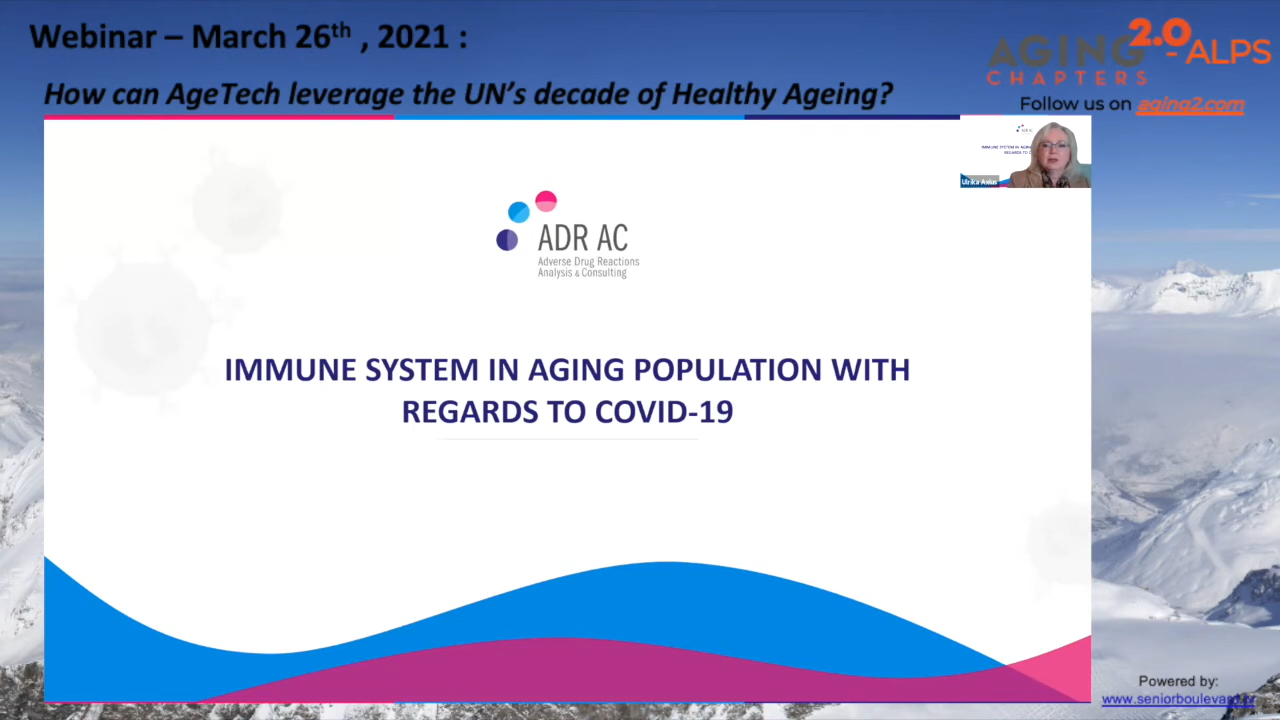 Webinar – March 26th , 2021 :
How can AgeTech leverage the UN’s decade of Healthy Ageing?
AGING 2.0
- ALPS
CHAPTERS
Follow us on aging2.com
Ulrika Axius
ADR AC
Adverse Drug Reactions
Analysis & Consulting
IMMUNE SYSTEM IN AGING POPULATION WITH
REGARDS TO COVID-19
Powered by: